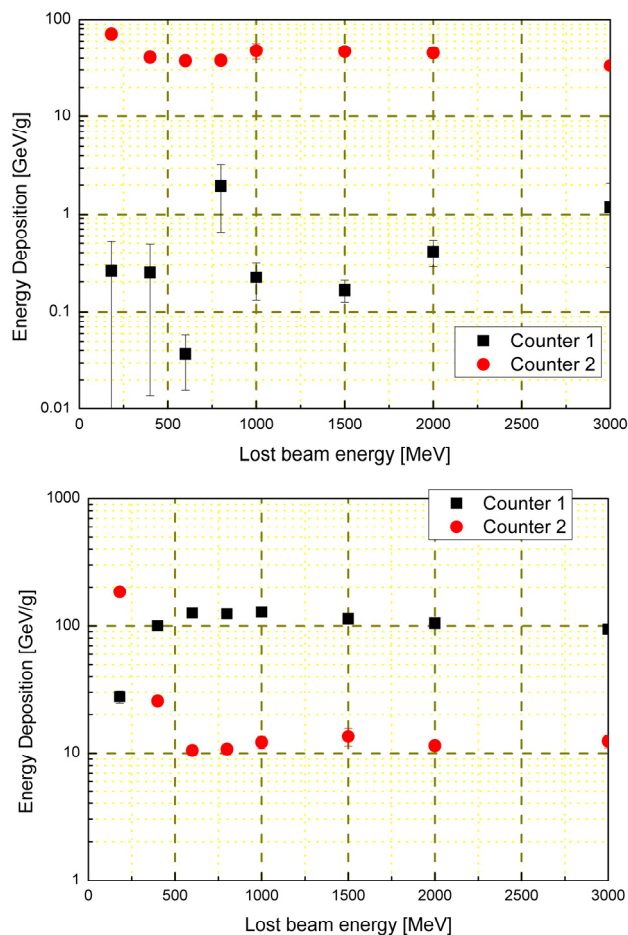 100
10
1
0.1
0.01
Energy Deposition [GeV/g]
Counter 1
Counter 2
0 500 1000 1500 2000 2500 3000
Lost beam energy [MeV]
1000
100
10
1
Energy Deposition [GeV/g]
Counter 1
Counter 2
0 500 1000 1500 2000 2500 3000
Lost beam energy [MeV]